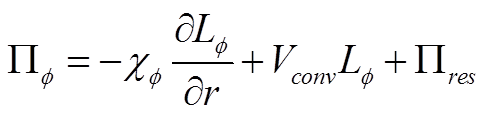 Π_ϕ = −χ_ϕ ∂L_ϕ/∂r + V_conv L_ϕ + Π_res